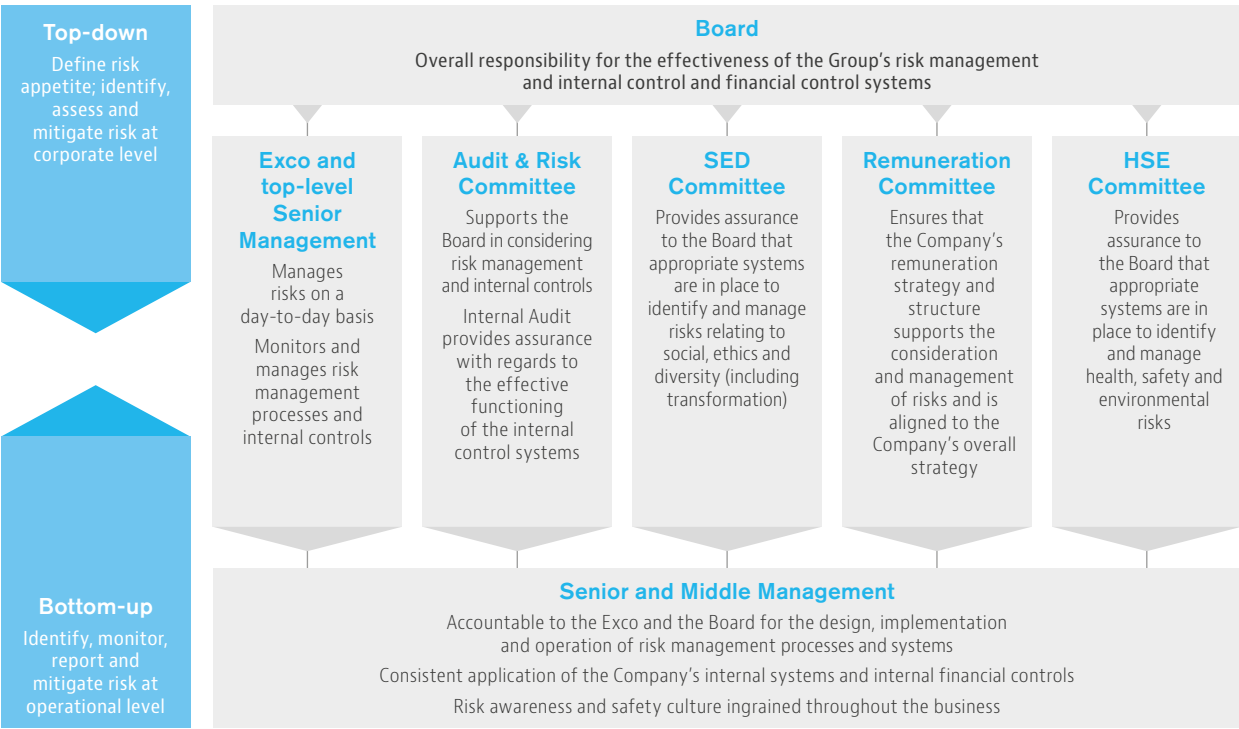 Top-down
Define risk
appetite; identify,
assess and
mitigate risk at
corporate level
Board
Overall responsibility for the effectiveness of the Group's risk management
and internal control and financial control systems
Exco and
top-level
Senior
Management
Manages
risks on a
day-to-day basis
Monitors and
manages risk
management
processes and
internal controls
Audit & Risk
Committee
Supports the
Board in considering
risk management
and internal controls
Internal Audit
provides assurance
with regards to
the effective
functioning
of the internal
control systems
SED
Committee
Provides assurance
to the Board that
appropriate systems
are in place to
identify and manage
risks relating to
social, ethics and
diversity (including
transformation)
Remuneration
Committee
Ensures that
the Company's
remuneration
strategy and
structure
supports the
consideration
and management
of risks and is
aligned to the
Company's overall
strategy
HSE
Committee
Provides
assurance to
the Board that
appropriate
systems are in
place to identify
and manage
health, safety and
environmental
risks
Bottom-up
Identify, monitor,
report and
mitigate risk at
operational level
Senior and Middle Management
Accountable to the Exco and the Board for the design, implementation
and operation of risk management processes and systems
Consistent application of the Company's internal systems and internal financial controls
Risk awareness and safety culture ingrained throughout the business